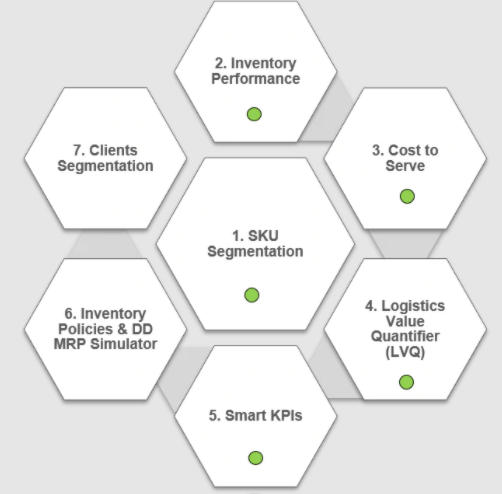 2. Inventory
Performance
7. Clients
Segmentation
3. Cost to
Serve
1. SKU
Segmentation
6. Inventory
Policies & DD
MRP Simulator
4. Logistics
Value
Quantifier
(LVQ)
5. Smart KPIs